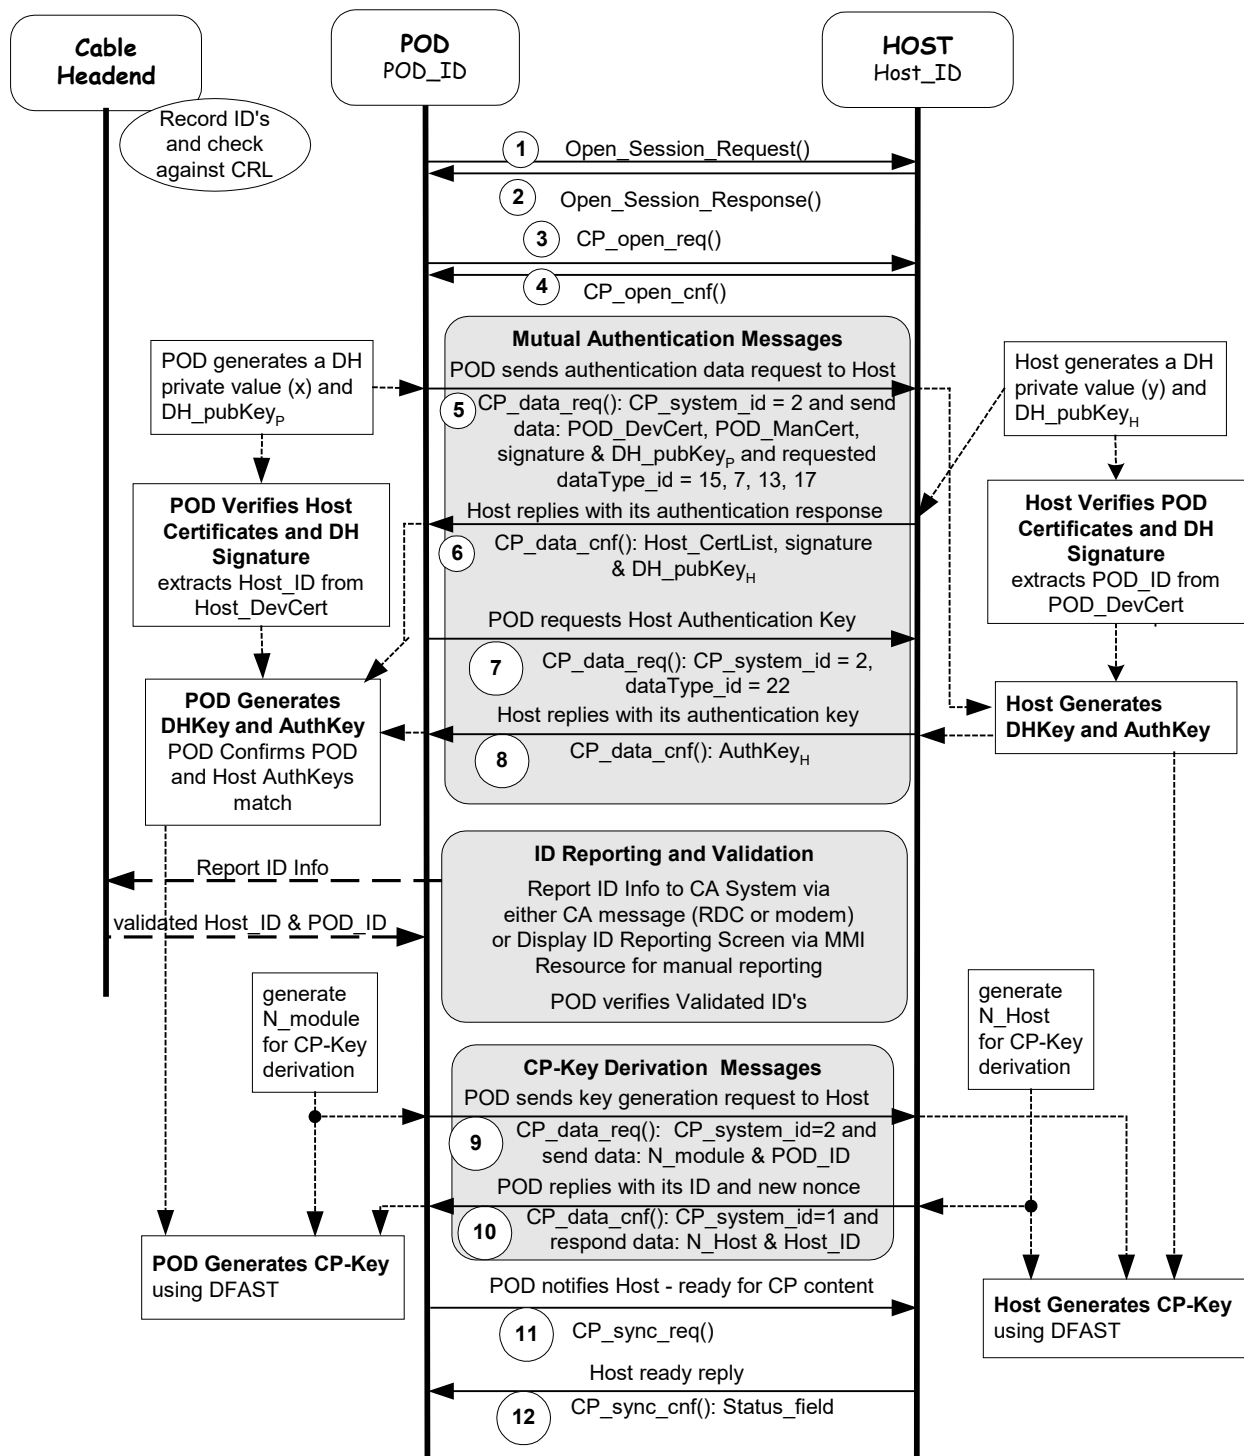 Cable
Headend
POD
POD_ID
HOST
Host_ID
Record ID's
and check
against CRL
1
Open_Session_Request()
2
Open_Session_Response()
3
CP_open_req()
4
CP_open_cnf()
Mutual Authentication Messages
POD generates a DH
private value (x) and
DH_pubKeyP
POD sends authentication data request to Host
5
CP_data_req(): CP_system_id = 2 and send
data: POD_DevCert, POD_ManCert,
signature & DH_pubKeyP and requested
dataType_id = 15, 7, 13, 17
Host generates a DH
private value (y) and
DH_pubKeyH
POD Verifies Host
Certificates and DH
Signature
extracts Host_ID from
Host_DevCert
Host replies with its authentication response
6
CP_data_cnf(): Host_CertList, signature
& DH_pubKeyH
Host Verifies POD
Certificates and DH
Signature
extracts POD_ID from
POD_DevCert
POD requests Host Authentication Key
7
CP_data_req(): CP_system_id = 2,
dataType_id = 22
POD Generates
DHKey and AuthKey
POD Confirms POD
and Host AuthKeys
match
Host replies with its authentication key
8
CP_data_cnf(): AuthKeyH
Host Generates
DHKey and AuthKey
ID Reporting and Validation
Report ID Info
Report ID Info to CA System via
either CA message (RDC or modem)
or Display ID Reporting Screen via MMI
Resource for manual reporting
POD verifies Validated ID's
validated Host_ID & POD_ID
generate
N_module
for CP-Key
derivation
generate
N_Host
for CP-Key
derivation
CP-Key Derivation  Messages
POD sends key generation request to Host
9
CP_data_req():  CP_system_id=2 and
send data: N_module & POD_ID
POD replies with its ID and new nonce
10
CP_data_cnf(): CP_system_id=1 and
respond data: N_Host & Host_ID
POD Generates CP-Key
using DFAST
POD notifies Host - ready for CP content
11
CP_sync_req()
Host Generates CP-Key
using DFAST
Host ready reply
12
CP_sync_cnf(): Status_field